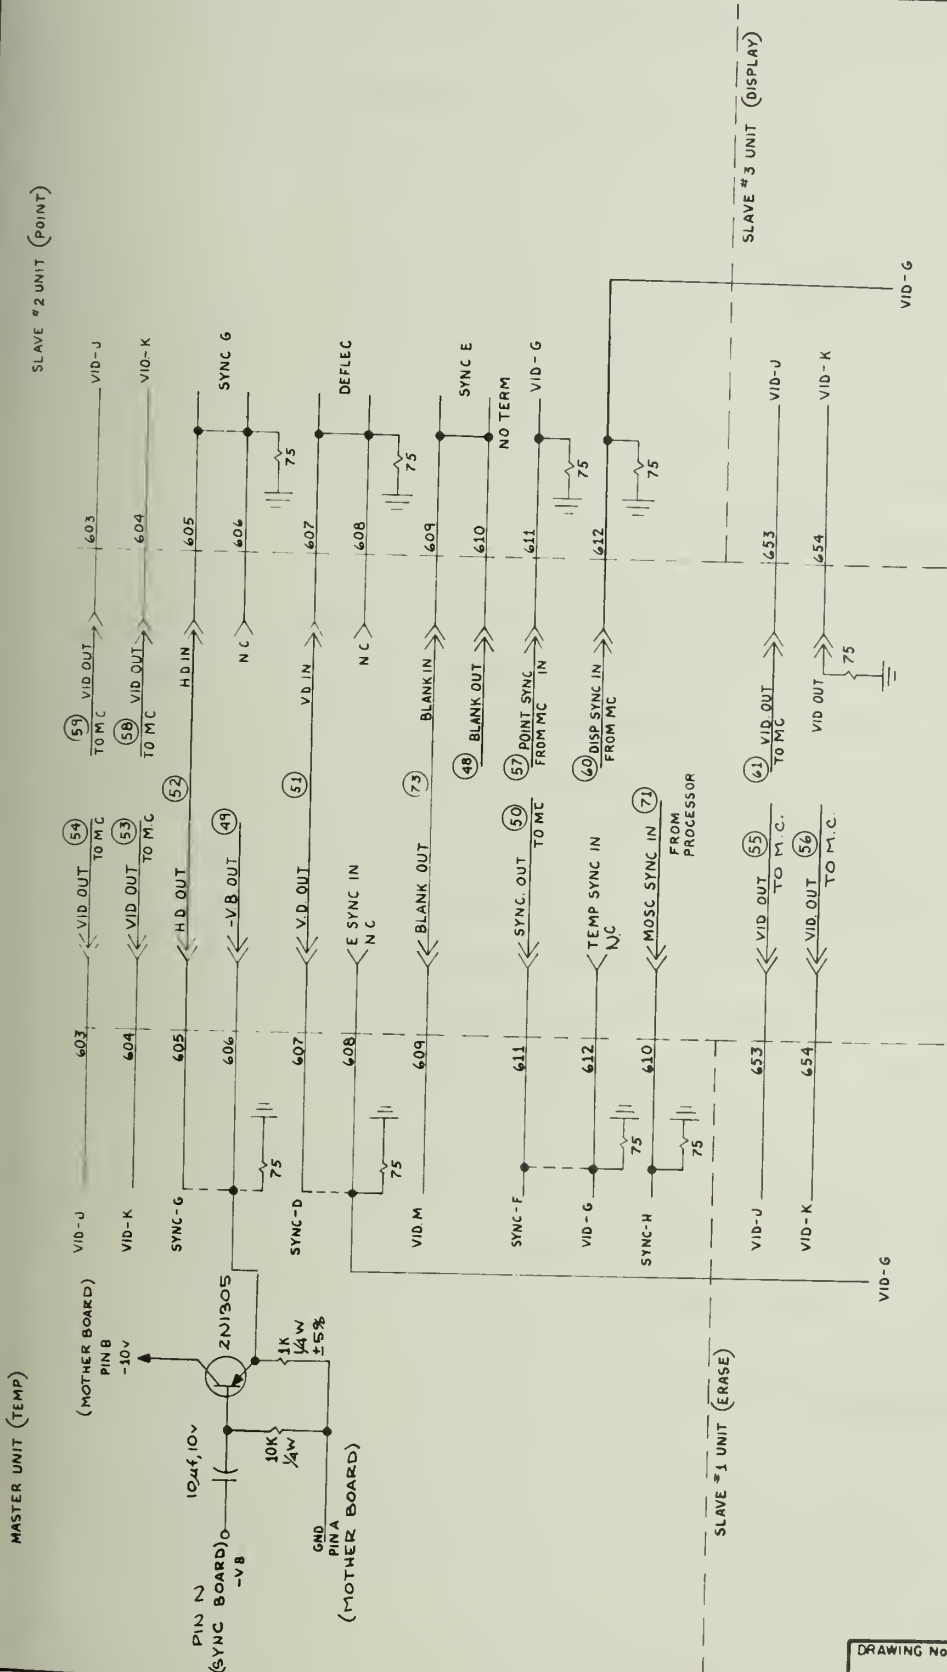 MASTER UNIT (TEMP)
PIN 2
(SYNC BOARD)
-VB
10µf, 10V
(MOTHER BOARD)
PIN B
-10V
2N1305
10K
1/4W
1K
1/4W
±5%
GND
PIN A
(MOTHER BOARD)
VID-J
603
VID OUT
54
TO MC
VID-K
604
VID OUT
53
TO M.C
SYNC-G
605
HD OUT
52
606
-VB OUT
49
75
SYNC-D
607
V.D OUT
51
608
E SYNC IN
NC
75
VID.M
609
BLANK OUT
73
SYNC-F
611
SYNC. OUT
50
TO MC
VID-G
612
TEMP SYNC IN
N.C
75
SYNC-H
610
MOSC SYNC IN
71
FROM
PROCESSOR
75
VID-G
SLAVE #1 UNIT (ERASE)
VID-J
653
VID OUT
55
TO M.C.
VID-K
654
VID. OUT
56
TO M.C.
SLAVE #2 UNIT (POINT)
59
VID OUT
TO MC
603
VID-J
58
VID OUT
TO MC
604
VID-K
HD IN
605
SYNC G
NC
606
75
VD IN
607
DEFLEC
NC
608
75
BLANK IN
609
SYNC E
48
BLANK OUT
610
NO TERM
57
POINT SYNC IN
FROM MC
611
VID-G
75
60
DISP SYNC IN
FROM MC
612
75
VID-G
SLAVE #3 UNIT (DISPLAY)
61
VID. OUT
TO MC
653
VID-J
VID OUT
654
VID-K
75
DRAWING NO